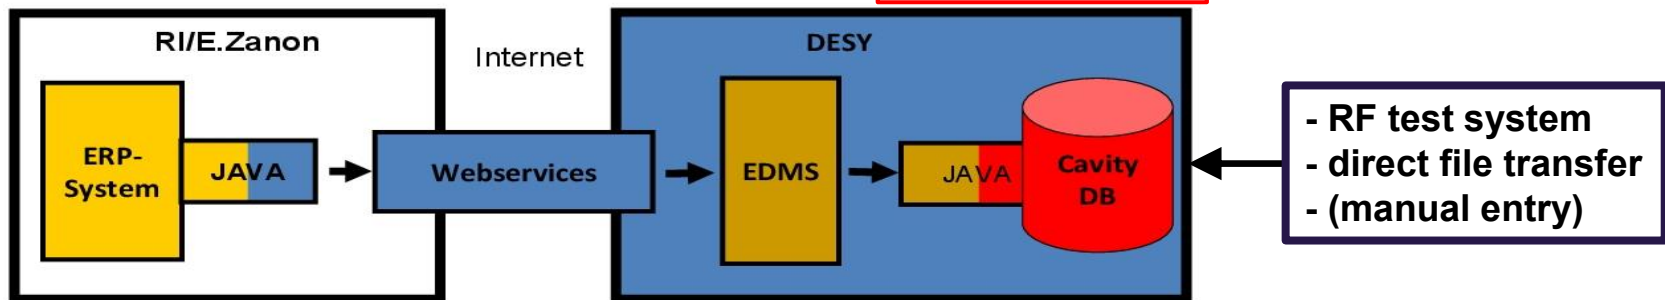 RI/E.Zanon
Internet
DESY
ERP-
System
JAVA
Webservices
EDMS
JAVA
Cavity
DB
- RF test system
- direct file transfer
- (manual entry)